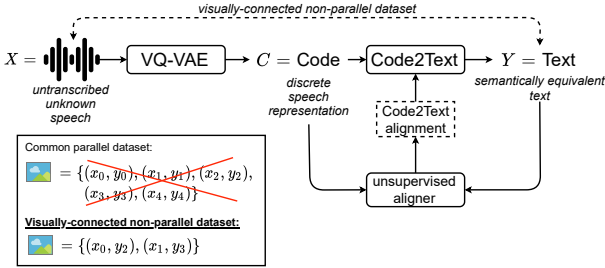 visually-connected non-parallel dataset
X = VQ-VAE C = Code Code2Text Y = Text
untranscribed
unknown
speech
discrete
speech
representation
semantically equivalent
text
Code2Text
alignment
unsupervised
aligner
Common parallel dataset:
= {(x₀, y₀), (x₁, y₁), (x₂, y₂),
(x₃, y₃), (x₄, y₄)}
Visually-connected non-parallel dataset:
= {(x₀, y₂), (x₁, y₃)}